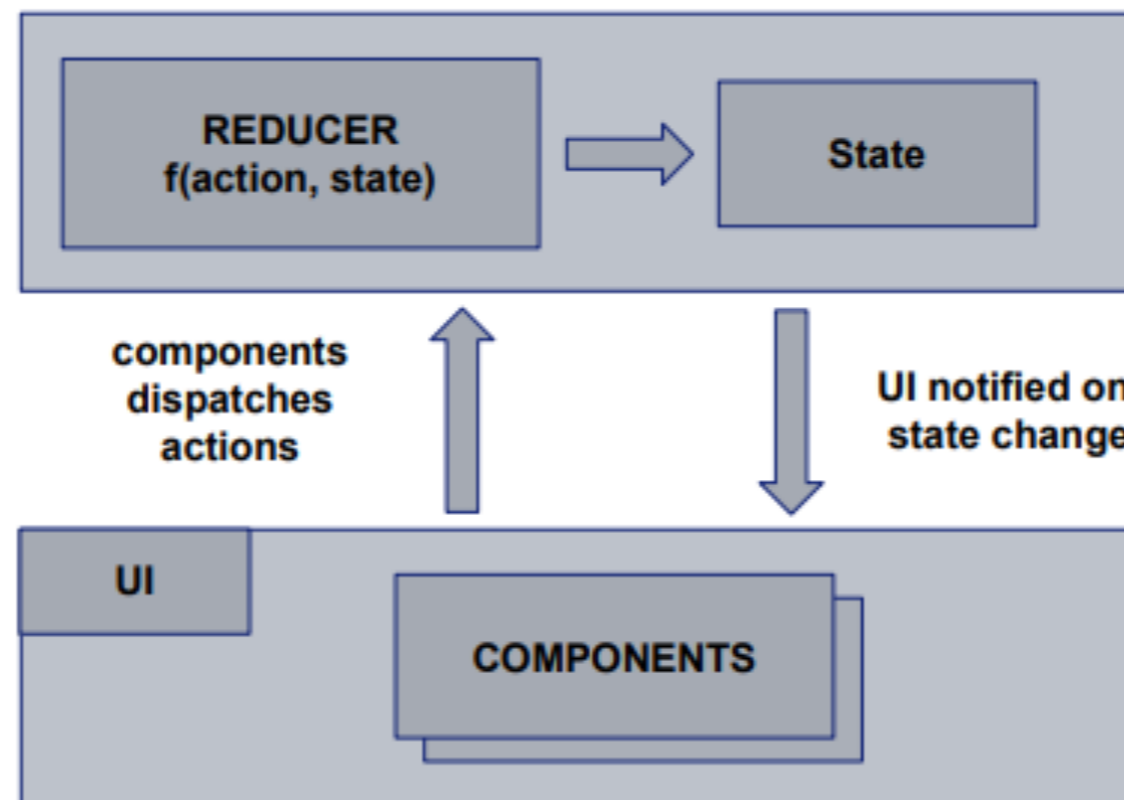 REDUCER
f(action, state)
State
components
dispatches
actions
UI notified on
state change
UI
COMPONENTS